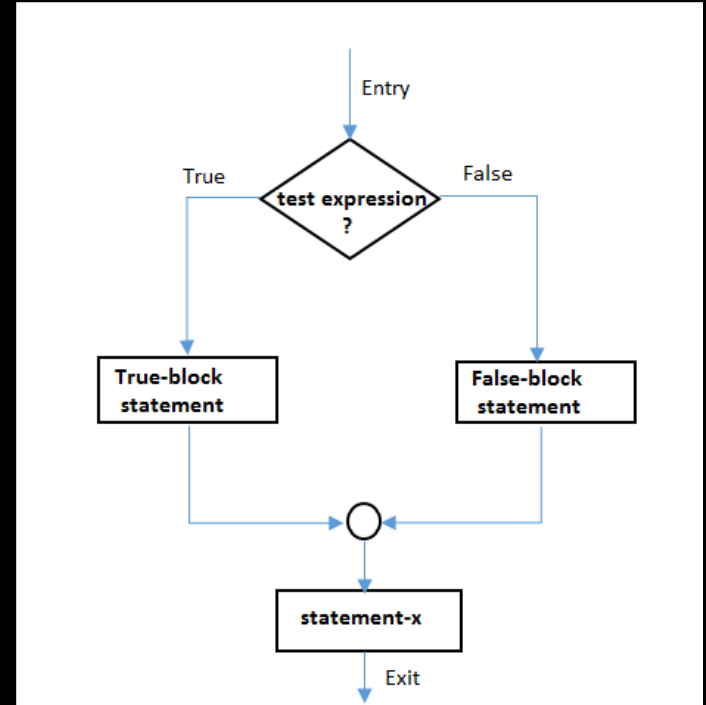 Entry
True
False
test expression
?
True-block
statement
False-block
statement
statement-x
Exit